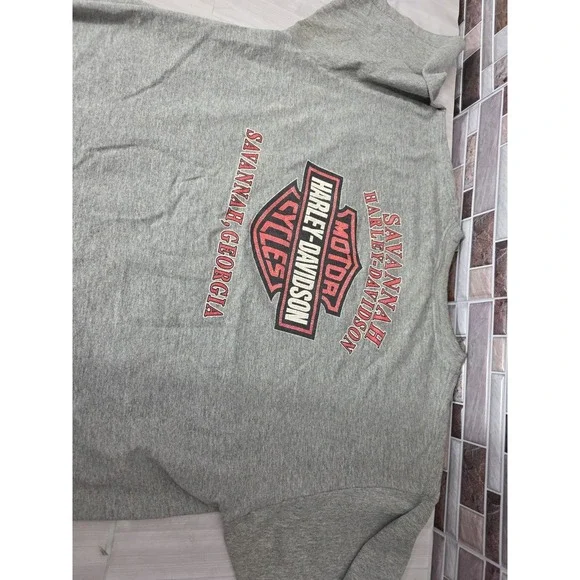 SAVANNAH
HARLEY-DAVIDSON
MOTOR
HARLEY-DAVIDSON
CYCLES
SAVANNAH, GEORGIA